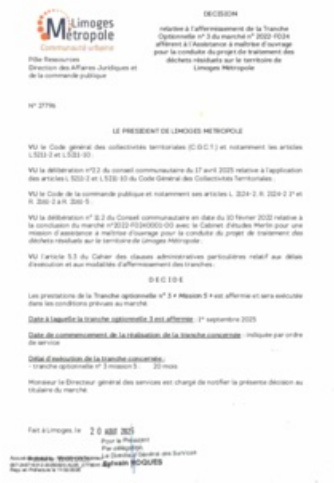 Limoges
Métropole
Communauté urbaine
Pôle Ressources
Direction des Affaires Juridiques et
de la commande publique
DECISION
relative à l'affermissement de la Tranche
Optionnelle n° 3 du marché n° 2022-F024
afférent à l'Assistance à maîtrise d'ouvrage
pour la conduite du projet de traitement des
déchets résiduels sur le territoire de
Limoges Métropole
N° 27796
LE PRESIDENT DE LIMOGES METROPOLE
VU le Code général des collectivités territoriales (C.G.C.T.) et notamment les articles
L 5211-2 et L 5211-10 ;
VU la délibération n°2.2 du conseil communautaire du 17 avril 2025 relative à l'application
des articles L 5211-2 et L 5211-10 du Code Général des Collectivités Territoriales ;
VU le Code de la commande publique et notamment ses articles L. 2124-2, R. 2124-2 1° et
R. 2161-2 à R. 2161-5 ;
VU la délibération n° 11.2 du Conseil communautaire en date du 10 février 2022 relative à
la conclusion du marché avec le Cabinet d'études Merlin pour une
mission d'assistance à maîtrise d'ouvrage pour la conduite du projet de traitement des
déchets résiduels sur le territoire de Limoges Métropole ;
VU l'article 5.3 du Cahier des clauses administratives particulières relatif aux délais
d'exécution et aux modalités d'affermissement des tranches ;
DECIDE
Les prestations de la Tranche optionnelle n° 3 « Mission 5 » est affermie et sera exécutée
dans les conditions prévues au marché.
Date à laquelle la tranche optionnelle 3 est affermie : 1er septembre 2025
Date de commencement de la réalisation de la tranche concernée : indiquée par ordre
de service
Délai d'exécution de la tranche concernée :
- tranche optionnelle n° 3 mission 5 : 20 mois
Monsieur le Directeur général des services est chargé de notifier la présente décision au
titulaire du marché.
Fait à Limoges, le 20 AOUT 2025
Pour le Président
Par délégation,
Le Directeur Général des Services
Sylvain ROQUES